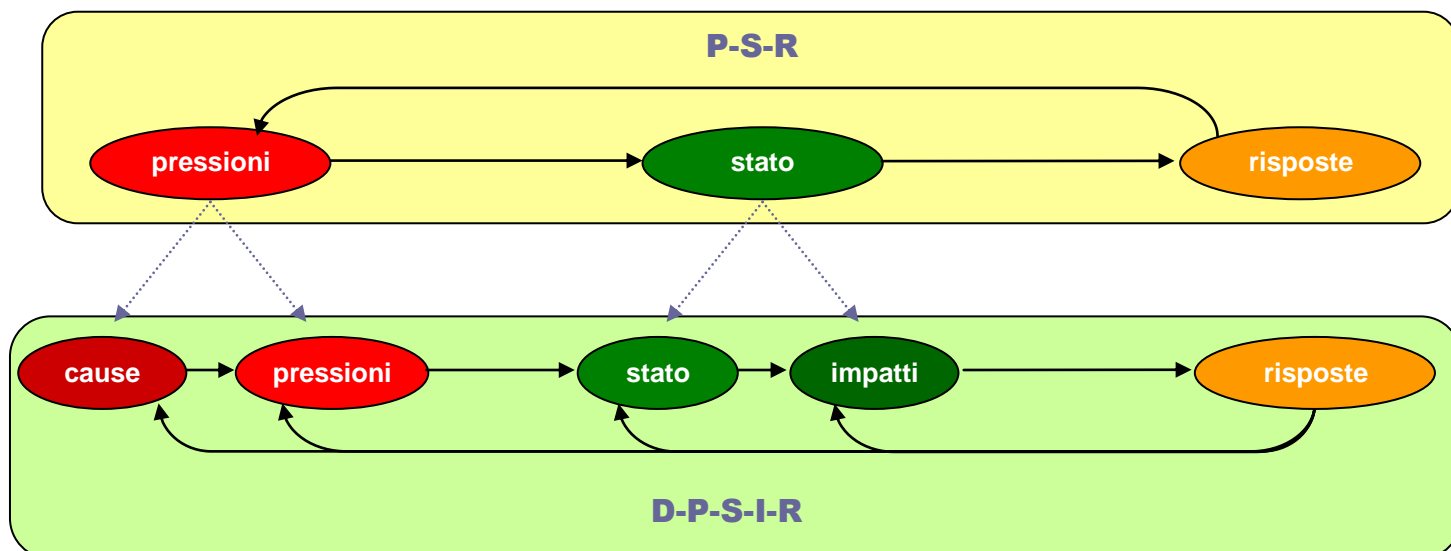 P-S-R
pressioni stato risposte
cause pressioni stato impatti risposte
D-P-S-I-R